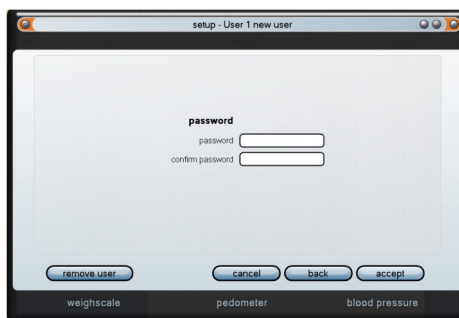 setup - User 1 new user
password
password
confirm password
remove user
cancel
back
accept
weighscale
pedometer
blood pressure